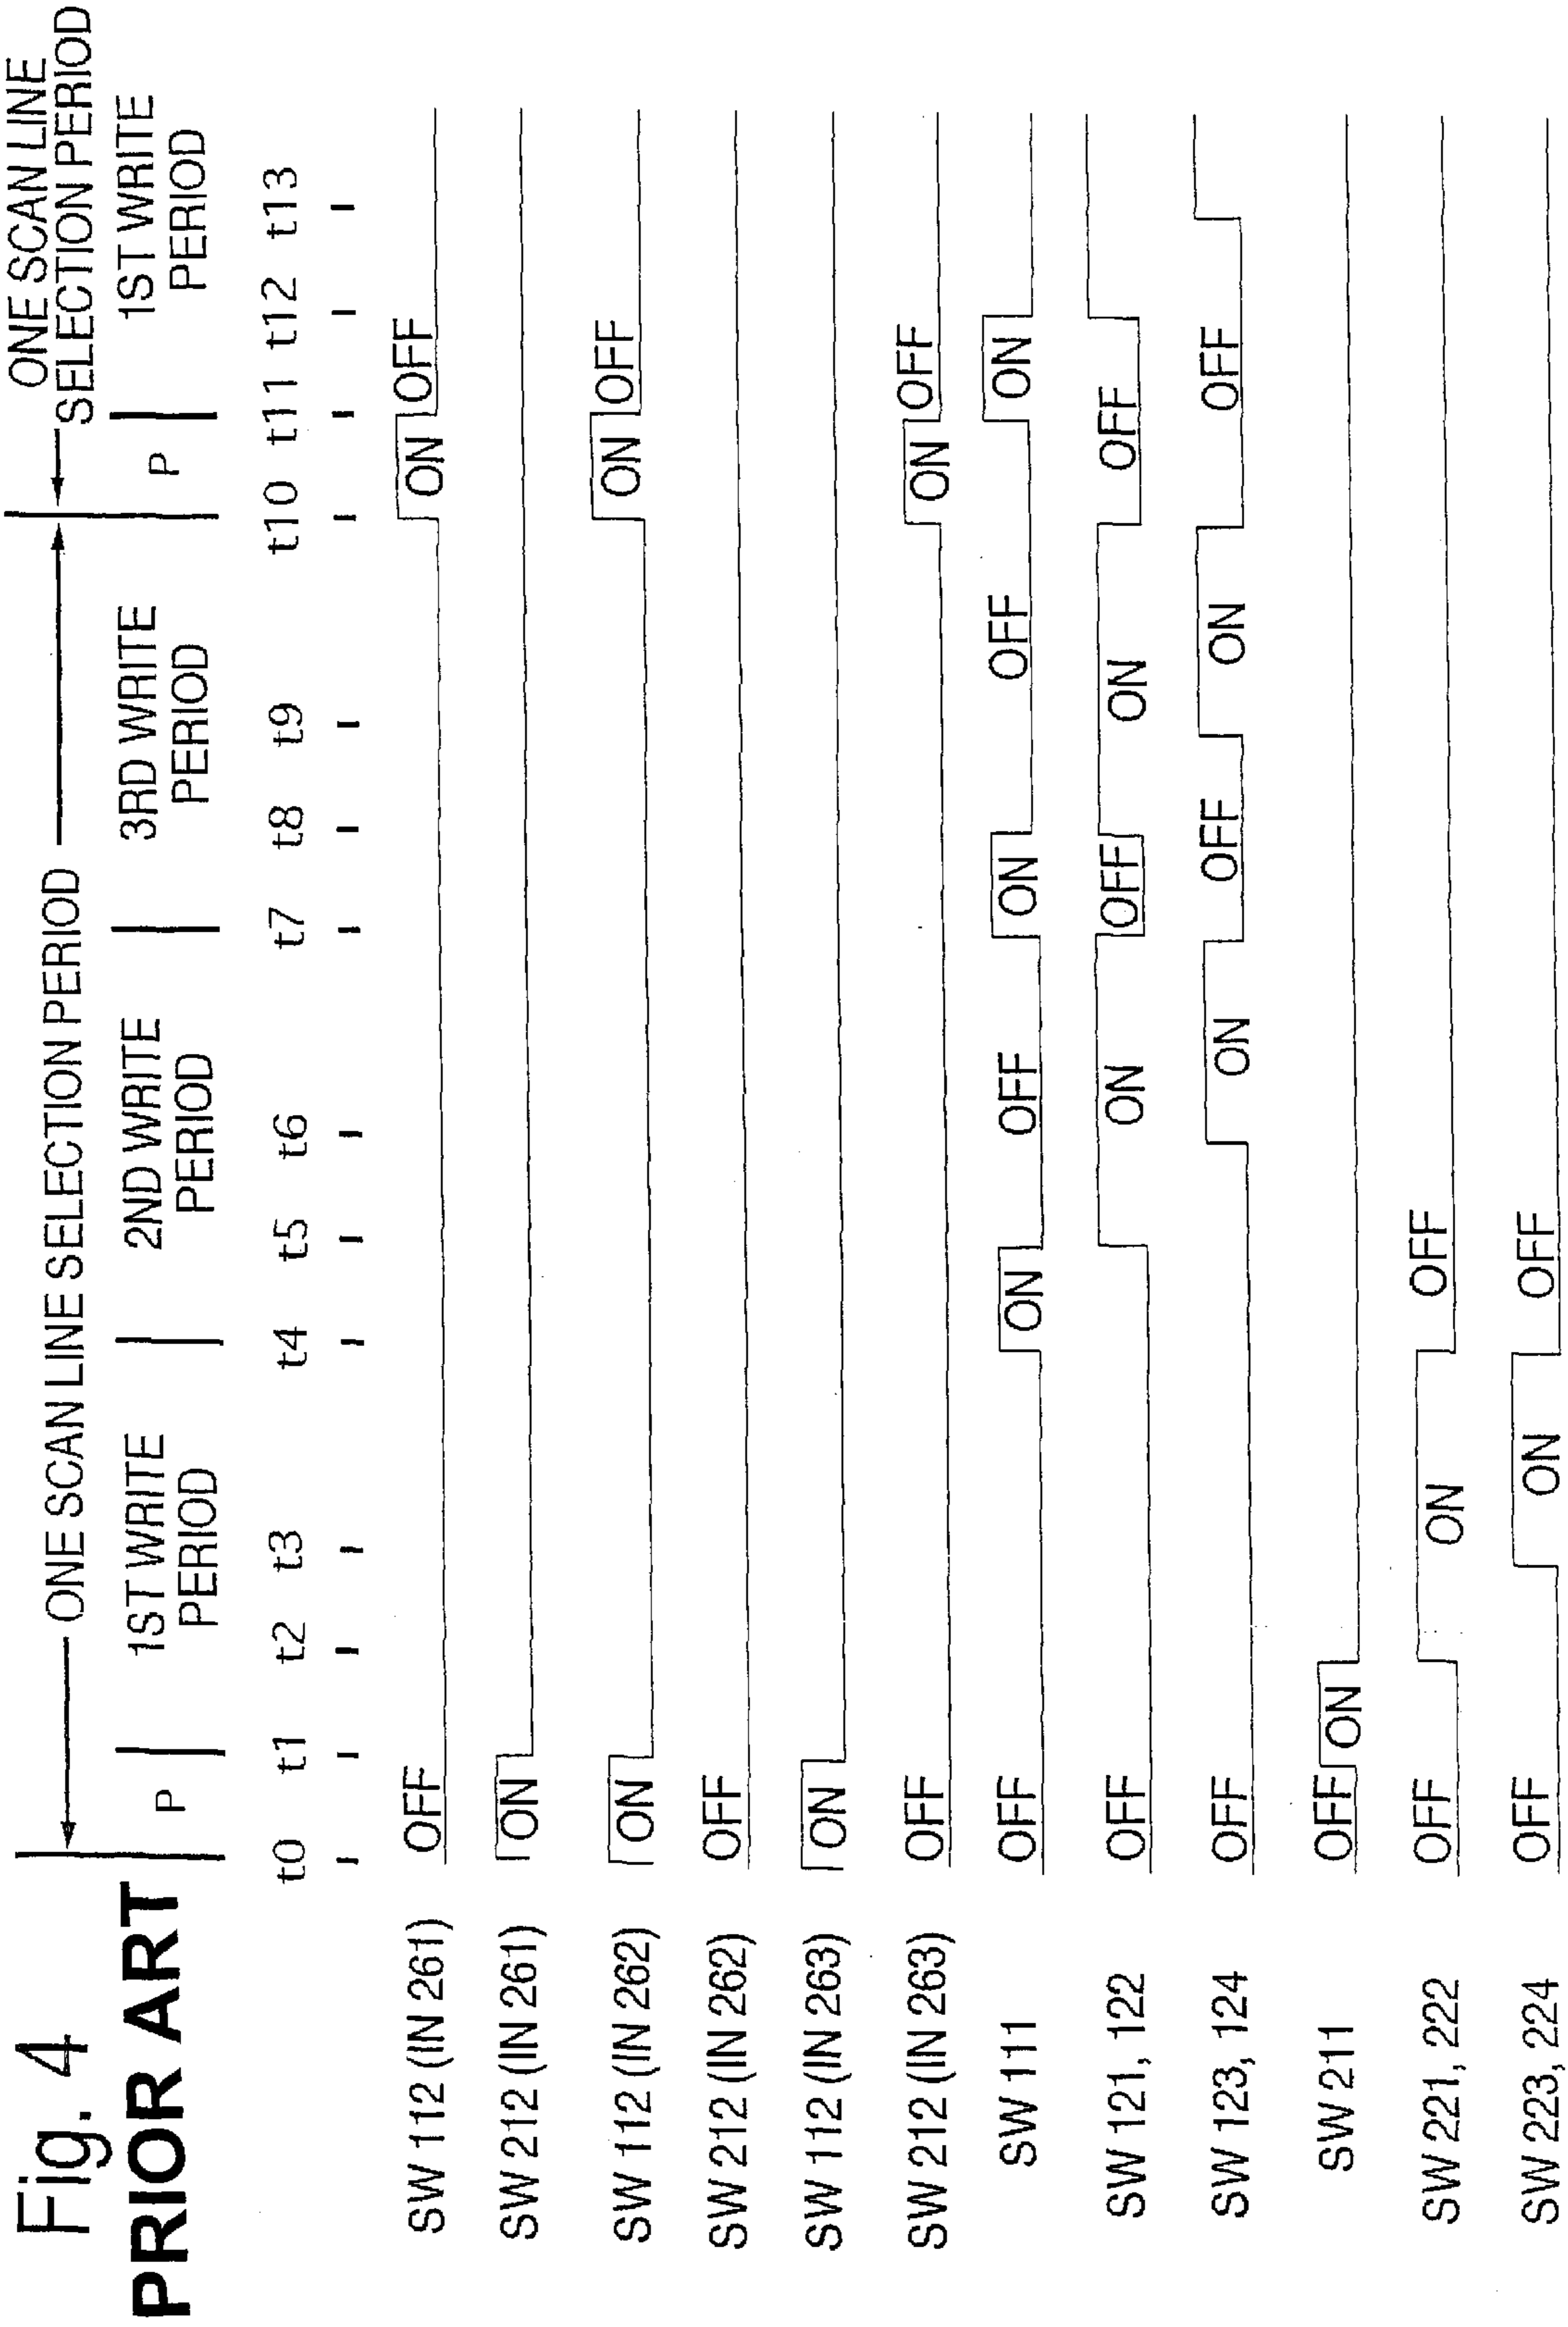 Fig. 4
PRIOR ART
ONE SCAN LINE SELECTION PERIOD
ONE SCAN LINE
SELECTION PERIOD
P
1ST WRITE
PERIOD
2ND WRITE
PERIOD
3RD WRITE
PERIOD
P
1ST WRITE
PERIOD
t0 t1 t2 t3 t4 t5 t6 t7 t8 t9 t10 t11 t12 t13
SW 112 (IN 261) OFF ON OFF
SW 212 (IN 261) ON
SW 112 (IN 262) ON ON OFF
SW 212 (IN 262) OFF
SW 112 (IN 263) ON
SW 212 (IN 263) OFF ON OFF
SW 111 OFF ON OFF ON OFF ON
SW 121, 122 OFF ON OFF ON OFF
SW 123, 124 OFF ON OFF ON OFF
SW 211 OFF ON
SW 221, 222 OFF ON OFF
SW 223, 224 OFF ON OFF